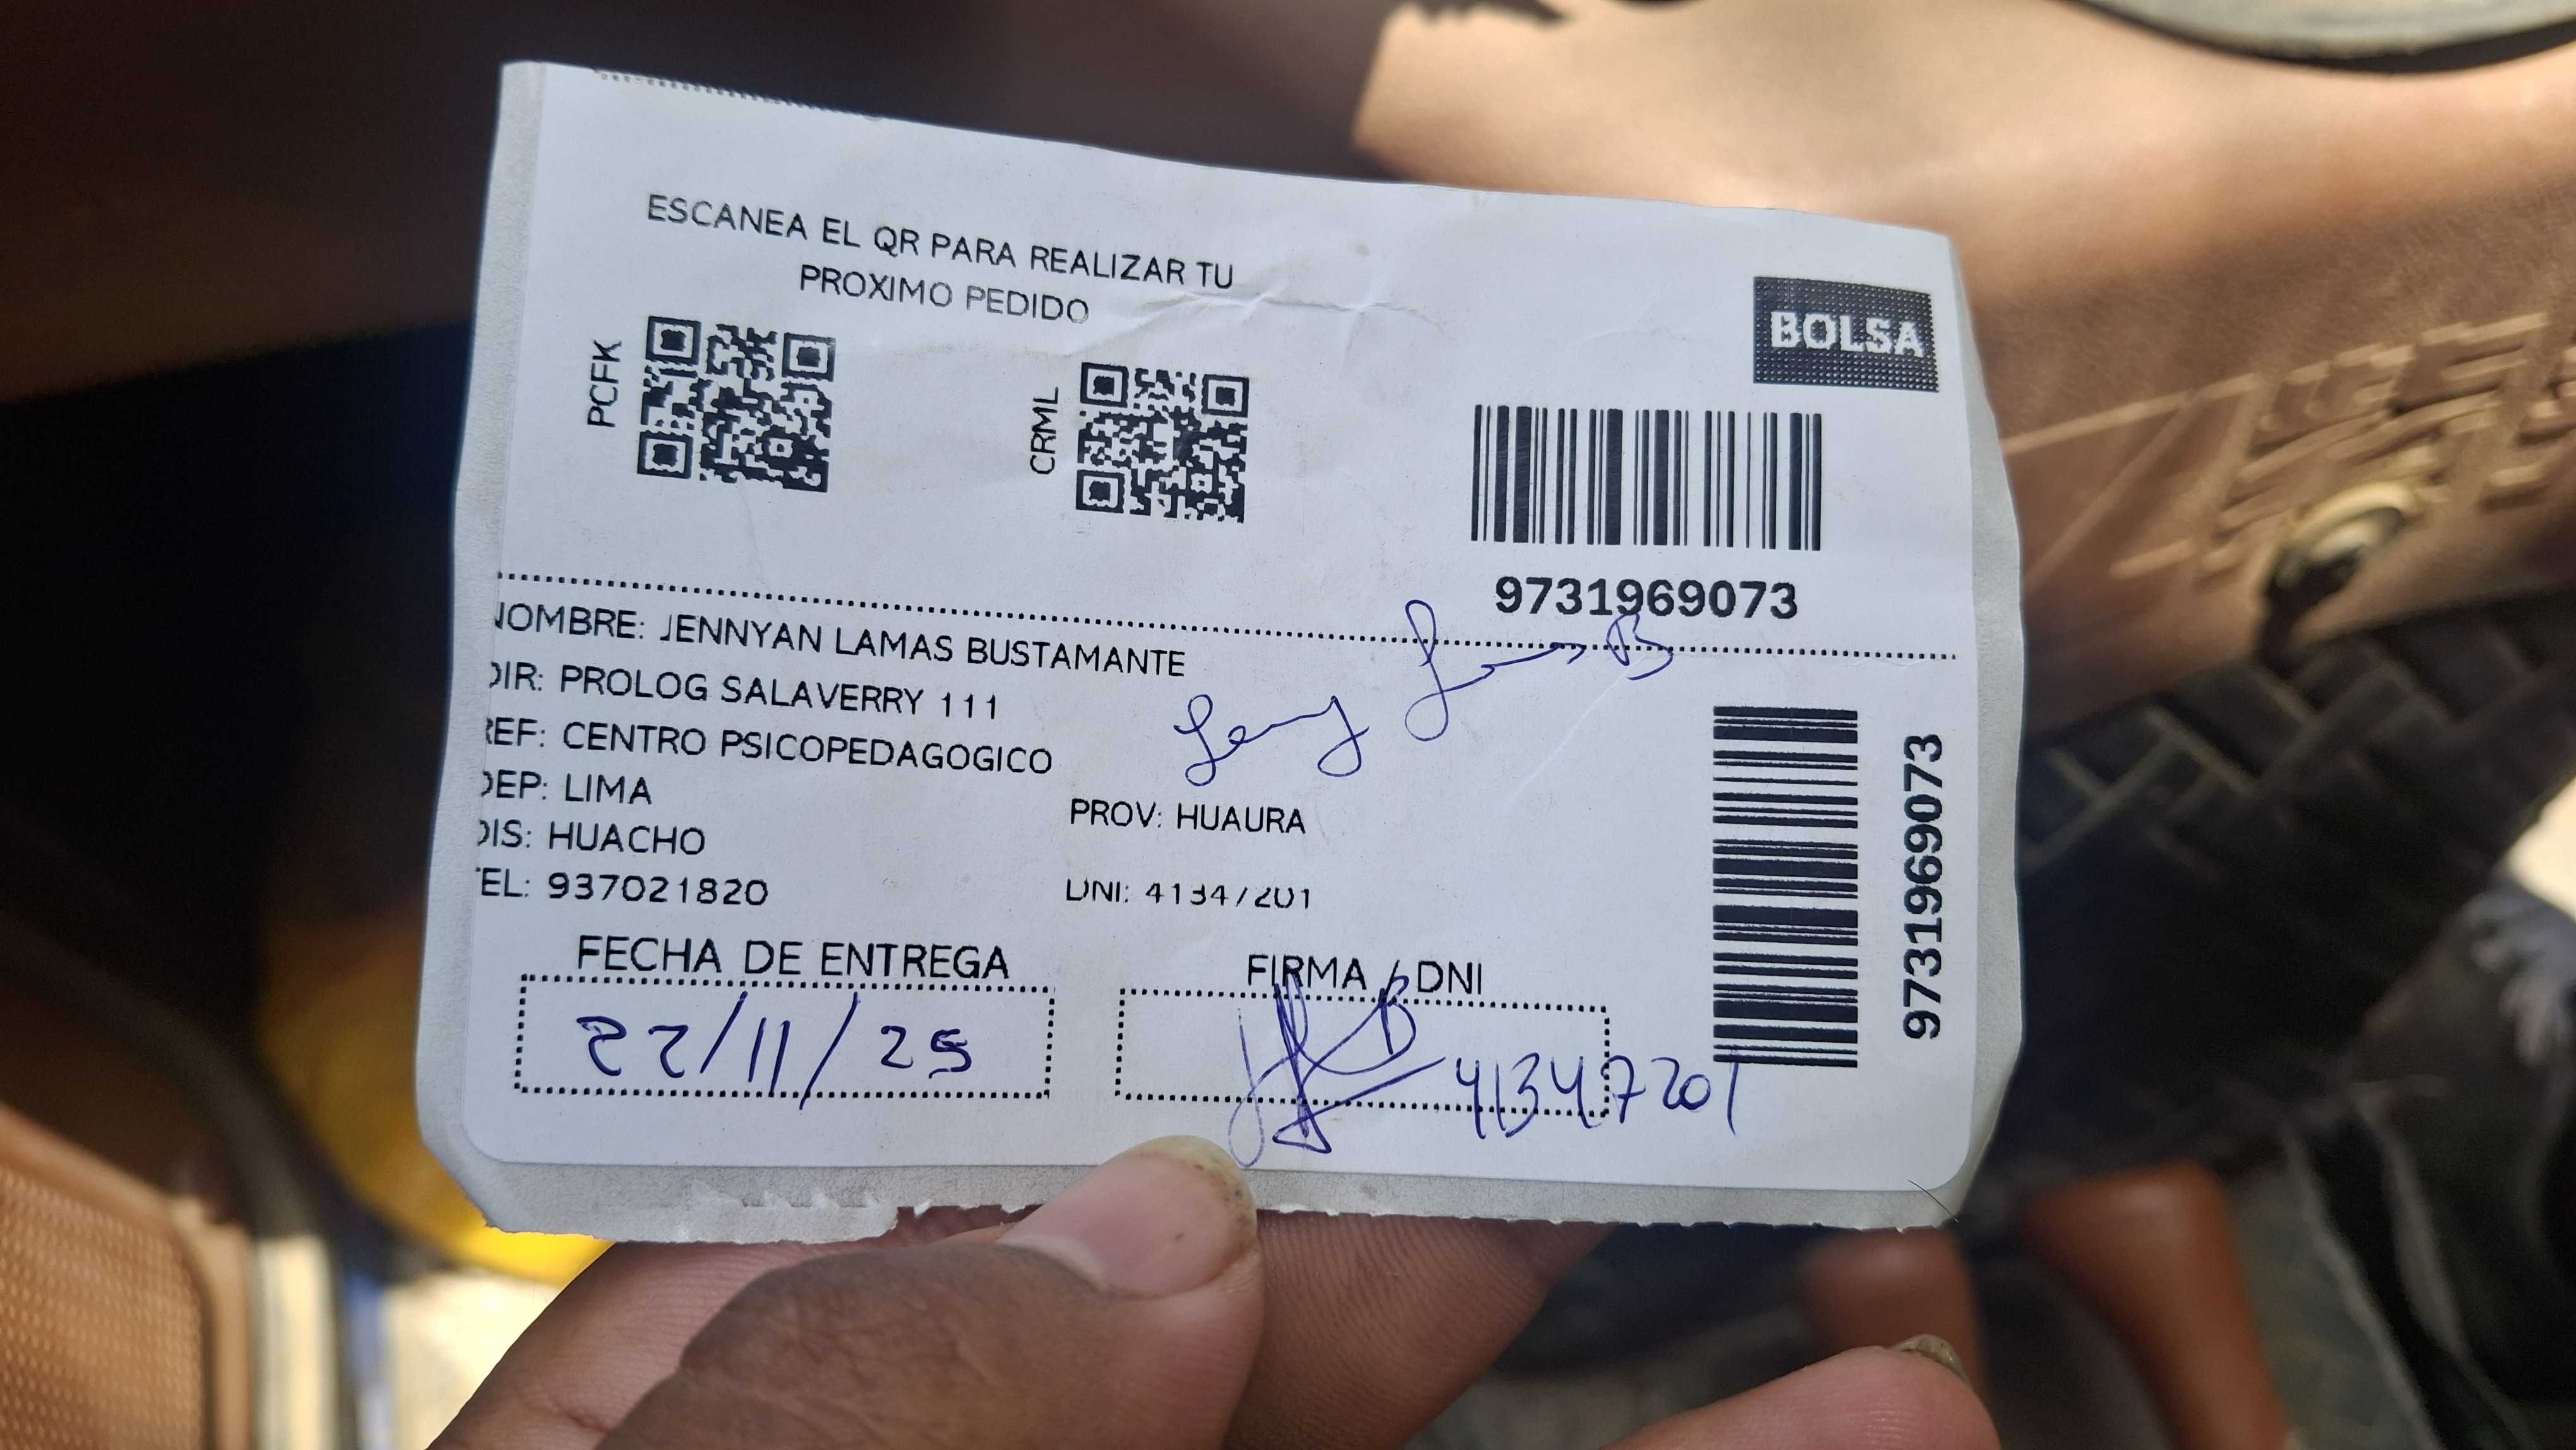 ESCANEA EL QR PARA REALIZAR TU
PROXIMO PEDIDO
BOLSA
PCFK
CRML
9731969073
NOMBRE: JENNYAN LAMAS BUSTAMANTE
DIR: PROLOG SALAVERRY 111
REF: CENTRO PSICOPEDAGOGICO
DEP: LIMA
PROV: HUAURA
DIS: HUACHO
TEL: 937021820
DNI: 41347201
9731969073
FECHA DE ENTREGA
FIRMA / DNI
22/11/25
41347201